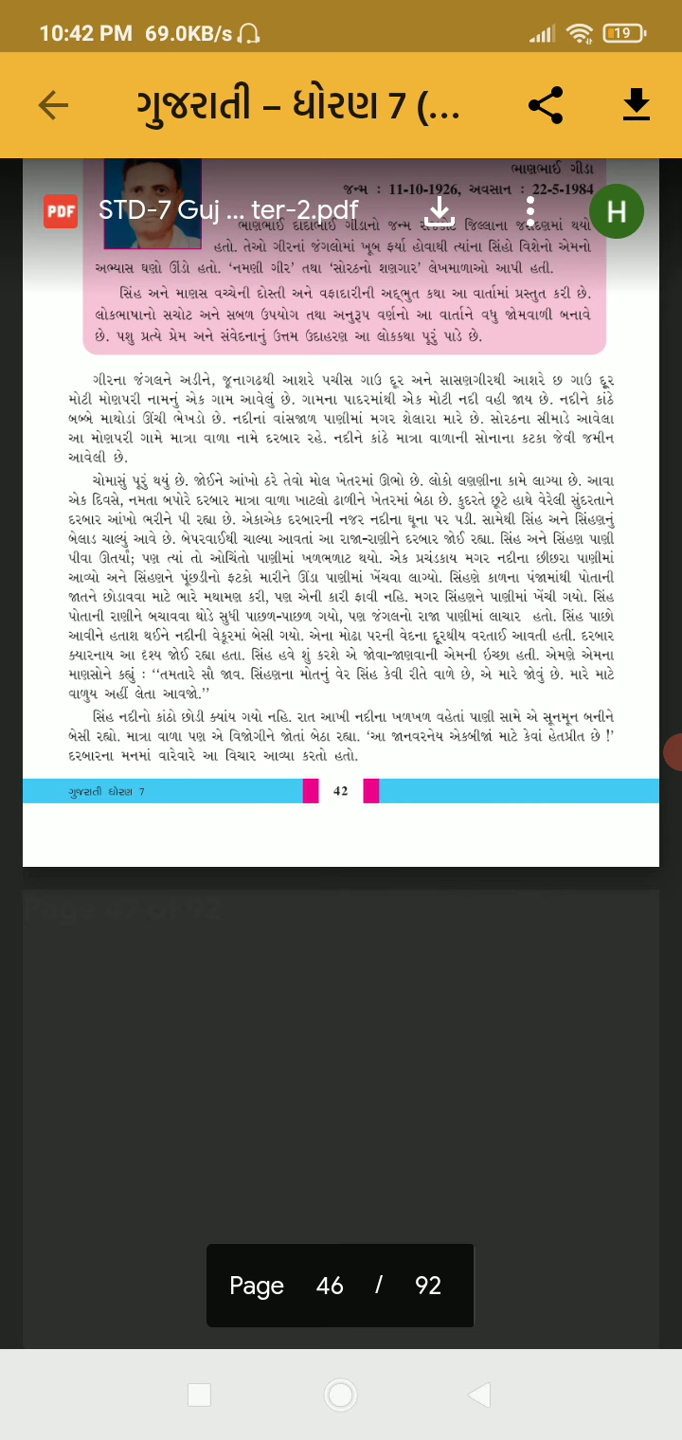 10:42 PM 69.0KB/s 19
ગુજરાતી – ધોરણ 7 (...
ભાણભાઈ ગીડા
જન્મ : 11-10-1926, અવસાન : 22-5-1984
PDF STD-7 Guj ... ter-2.pdf H
ભાણભાઈ દાદાભાઈ ગીડાનો જન્મ રાજકોટ જિલ્લાના જસદણમાં થયો
હતો. તેઓ ગીરનાં જંગલોમાં ખૂબ ફર્યા હોવાથી ત્યાંના સિંહો વિશેનો એમનો
અભ્યાસ ઘણો ઊંડો હતો. ‘નમણી ગીર’ તથા ‘સોરઠનો શણગાર’ લેખમાળાઓ આપી હતી.
સિંહ અને માણસ વચ્ચેની દોસ્તી અને વફાદારીની અદ્ભુત કથા આ વાર્તામાં પ્રસ્તુત કરી છે.
લોકભાષાનો સચોટ અને સબળ ઉપયોગ તથા અનુરૂપ વર્ણનો આ વાર્તાને વધુ જોમવાળી બનાવે
છે. પશુ પ્રત્યે પ્રેમ અને સંવેદનાનું ઉત્તમ ઉદાહરણ આ લોકકથા પૂરું પાડે છે.
ગીરના જંગલને અડીને, જૂનાગઢથી આશરે પચીસ ગાઉ દૂર અને સાસણગીરથી આશરે છ ગાઉ દૂર
મોટી મોણપરી નામનું એક ગામ આવેલું છે. ગામના પાદરમાંથી એક મોટી નદી વહી જાય છે. નદીને કાંઠે
બબ્બે માથોડાં ઊંચી ભેખડો છે. નદીનાં વાંસજાળ પાણીમાં મગર શેલારા મારે છે. સોરઠના સીમાડે આવેલા
આ મોણપરી ગામે માત્રા વાળા નામે દરબાર રહે. નદીને કાંઠે માત્રા વાળાની સોનાના કટકા જેવી જમીન
આવેલી છે.
ચોમાસું પૂરું થયું છે. જોઈને આંખો ઠરે તેવો મોલ ખેતરમાં ઊભો છે. લોકો લણણીના કામે લાગ્યા છે. આવા
એક દિવસે, નમતા બપોરે દરબાર માત્રા વાળા ખાટલો ઢાળીને ખેતરમાં બેઠા છે. કુદરતે છૂટે હાથે વેરેલી સુંદરતાને
દરબાર આંખો ભરીને પી રહ્યા છે. એકાએક દરબારની નજર નદીના ઘૂના પર પડી. સામેથી સિંહ અને સિંહણનું
બેલાડ ચાલ્યું આવે છે. બેપરવાઈથી ચાલ્યા આવતાં આ રાજા-રાણીને દરબાર જોઈ રહ્યા. સિંહ અને સિંહણ પાણી
પીવા ઊતર્યાં; પણ ત્યાં તો ઓચિંતો પાણીમાં ખળભળાટ થયો. એક પ્રચંડકાય મગર નદીના છીછરા પાણીમાં
આવ્યો અને સિંહણને પૂંછડીનો ફટકો મારીને ઊંડા પાણીમાં ખેંચવા લાગ્યો. સિંહણે કાળના પંજામાંથી પોતાની
જાતને છોડાવવા માટે ભારે મથામણ કરી, પણ એની કારી ફાવી નહિ. મગર સિંહણને પાણીમાં ખેંચી ગયો. સિંહ
પોતાની રાણીને બચાવવા થોડે સુધી પાછળ-પાછળ ગયો, પણ જંગલનો રાજા પાણીમાં લાચાર હતો. સિંહ પાછો
આવીને હતાશ થઈને નદીની વેકૂરમાં બેસી ગયો. એના મોઢા પરની વેદના દૂરથીય વરતાઈ આવતી હતી. દરબાર
ક્યારનાય આ દૃશ્ય જોઈ રહ્યા હતા. સિંહ હવે શું કરશે એ જોવા-જાણવાની એમની ઇચ્છા હતી. એમણે એમના
માણસોને કહ્યું : ‘‘તમતારે સૌ જાવ. સિંહણના મોતનું વેર સિંહ કેવી રીતે વાળે છે, એ મારે જોવું છે. મારે માટે
વાળુય અહીં લેતા આવજો.’’
સિંહ નદીનો કાંઠો છોડી ક્યાંય ગયો નહિ. રાત આખી નદીના ખળખળ વહેતાં પાણી સામે એ સૂનમૂન બનીને
બેસી રહ્યો. માત્રા વાળા પણ એ વિજોગીને જોતાં બેઠા રહ્યા. ‘આ જાનવરનેય એકબીજાં માટે કેવાં હેતપ્રીત છે !’
દરબારના મનમાં વારેવારે આ વિચાર આવ્યા કરતો હતો.
ગુજરાતી ધોરણ 7 42
Page 47 of 92
Page 46 / 92